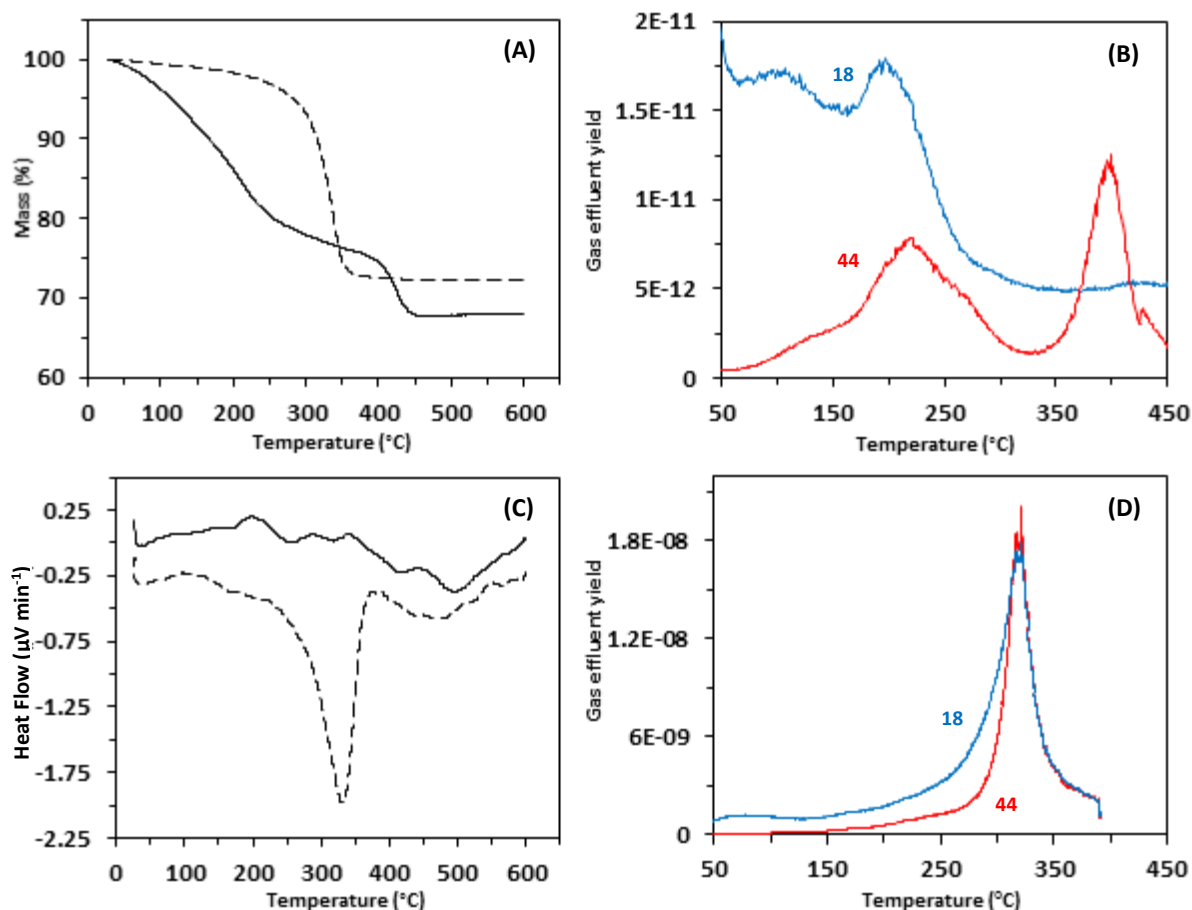 (A)
100
90
80
70
60
Mass (%)
0 100 200 300 400 500 600
Temperature (°C)
(B)
2E-11
1.5E-11
1E-11
5E-12
0
Gas effluent yield
18
44
50 150 250 350 450
Temperature (°C)
(C)
0.25
-0.25
-0.75
-1.25
-1.75
-2.25
Heat Flow (µV min⁻¹)
0 100 200 300 400 500 600
Temperature (°C)
(D)
1.8E-08
1.2E-08
6E-09
0
Gas effluent yield
18
44
50 150 250 350 450
Temperature (°C)